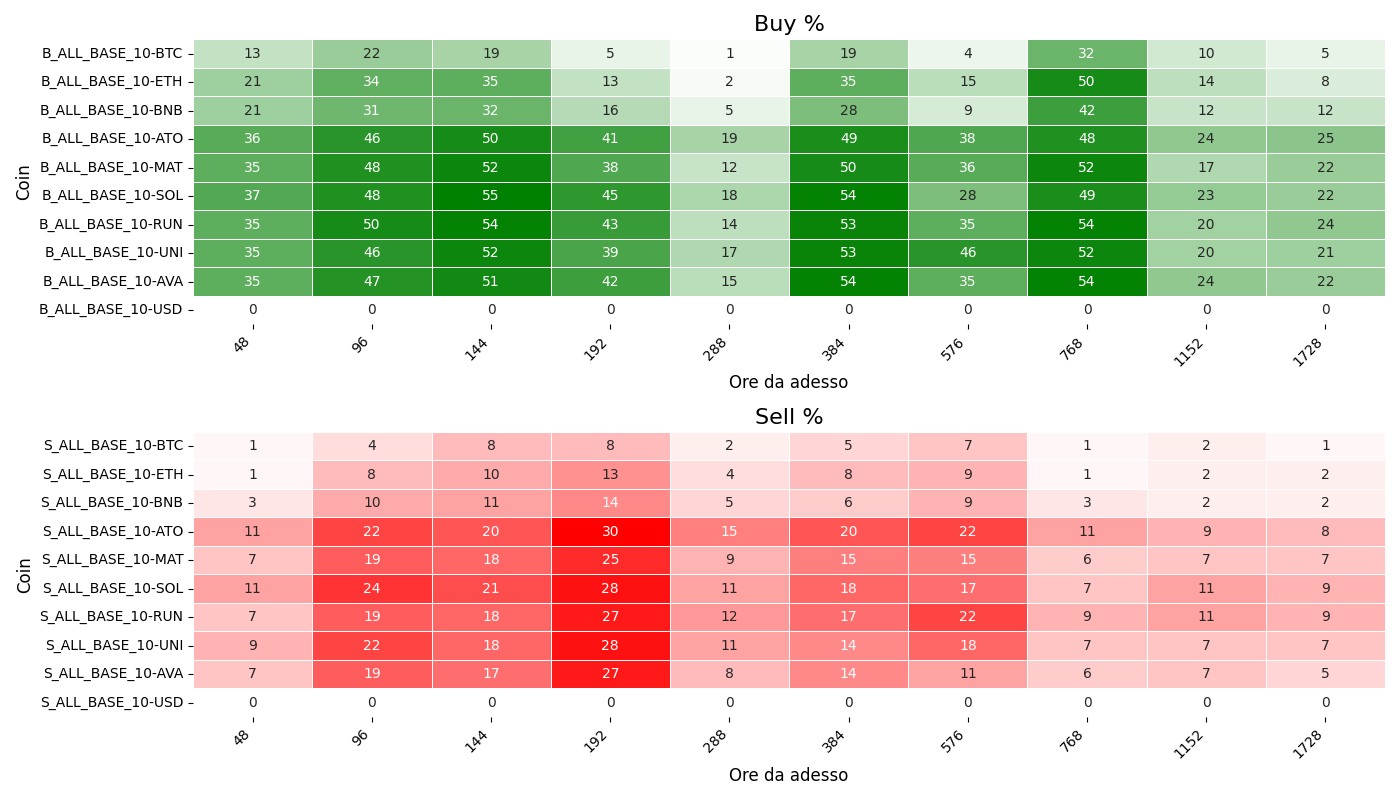 Buy %
Coin
B_ALL_BASE_10-BTC 13 22 19 5 1 19 4 32 10 5
B_ALL_BASE_10-ETH 21 34 35 13 2 35 15 50 14 8
B_ALL_BASE_10-BNB 21 31 32 16 5 28 9 42 12 12
B_ALL_BASE_10-ATO 36 46 50 41 19 49 38 48 24 25
B_ALL_BASE_10-MAT 35 48 52 38 12 50 36 52 17 22
B_ALL_BASE_10-SOL 37 48 55 45 18 54 28 49 23 22
B_ALL_BASE_10-RUN 35 50 54 43 14 53 35 54 20 24
B_ALL_BASE_10-UNI 35 46 52 39 17 53 46 52 20 21
B_ALL_BASE_10-AVA 35 47 51 42 15 54 35 54 24 22
B_ALL_BASE_10-USD 0 0 0 0 0 0 0 0 0 0
48 96 144 192 288 384 576 768 1152 1728
Ore da adesso
Sell %
Coin
S_ALL_BASE_10-BTC 1 4 8 8 2 5 7 1 2 1
S_ALL_BASE_10-ETH 1 8 10 13 4 8 9 1 2 2
S_ALL_BASE_10-BNB 3 10 11 14 5 6 9 3 2 2
S_ALL_BASE_10-ATO 11 22 20 30 15 20 22 11 9 8
S_ALL_BASE_10-MAT 7 19 18 25 9 15 15 6 7 7
S_ALL_BASE_10-SOL 11 24 21 28 11 18 17 7 11 9
S_ALL_BASE_10-RUN 7 19 18 27 12 17 22 9 11 9
S_ALL_BASE_10-UNI 9 22 18 28 11 14 18 7 7 7
S_ALL_BASE_10-AVA 7 19 17 27 8 14 11 6 7 5
S_ALL_BASE_10-USD 0 0 0 0 0 0 0 0 0 0
48 96 144 192 288 384 576 768 1152 1728
Ore da adesso